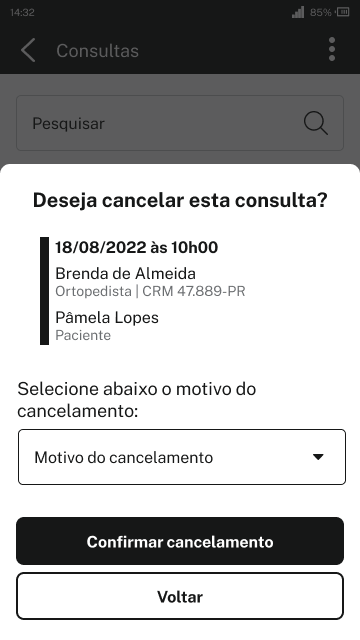 14:32
85%
Consultas
Pesquisar
Deseja cancelar esta consulta?
18/08/2022 às 10h00
Brenda de Almeida
Ortopedista | CRM 47.889-PR
Pâmela Lopes
Paciente
Selecione abaixo o motivo do
cancelamento:
Motivo do cancelamento
Confirmar cancelamento
Voltar